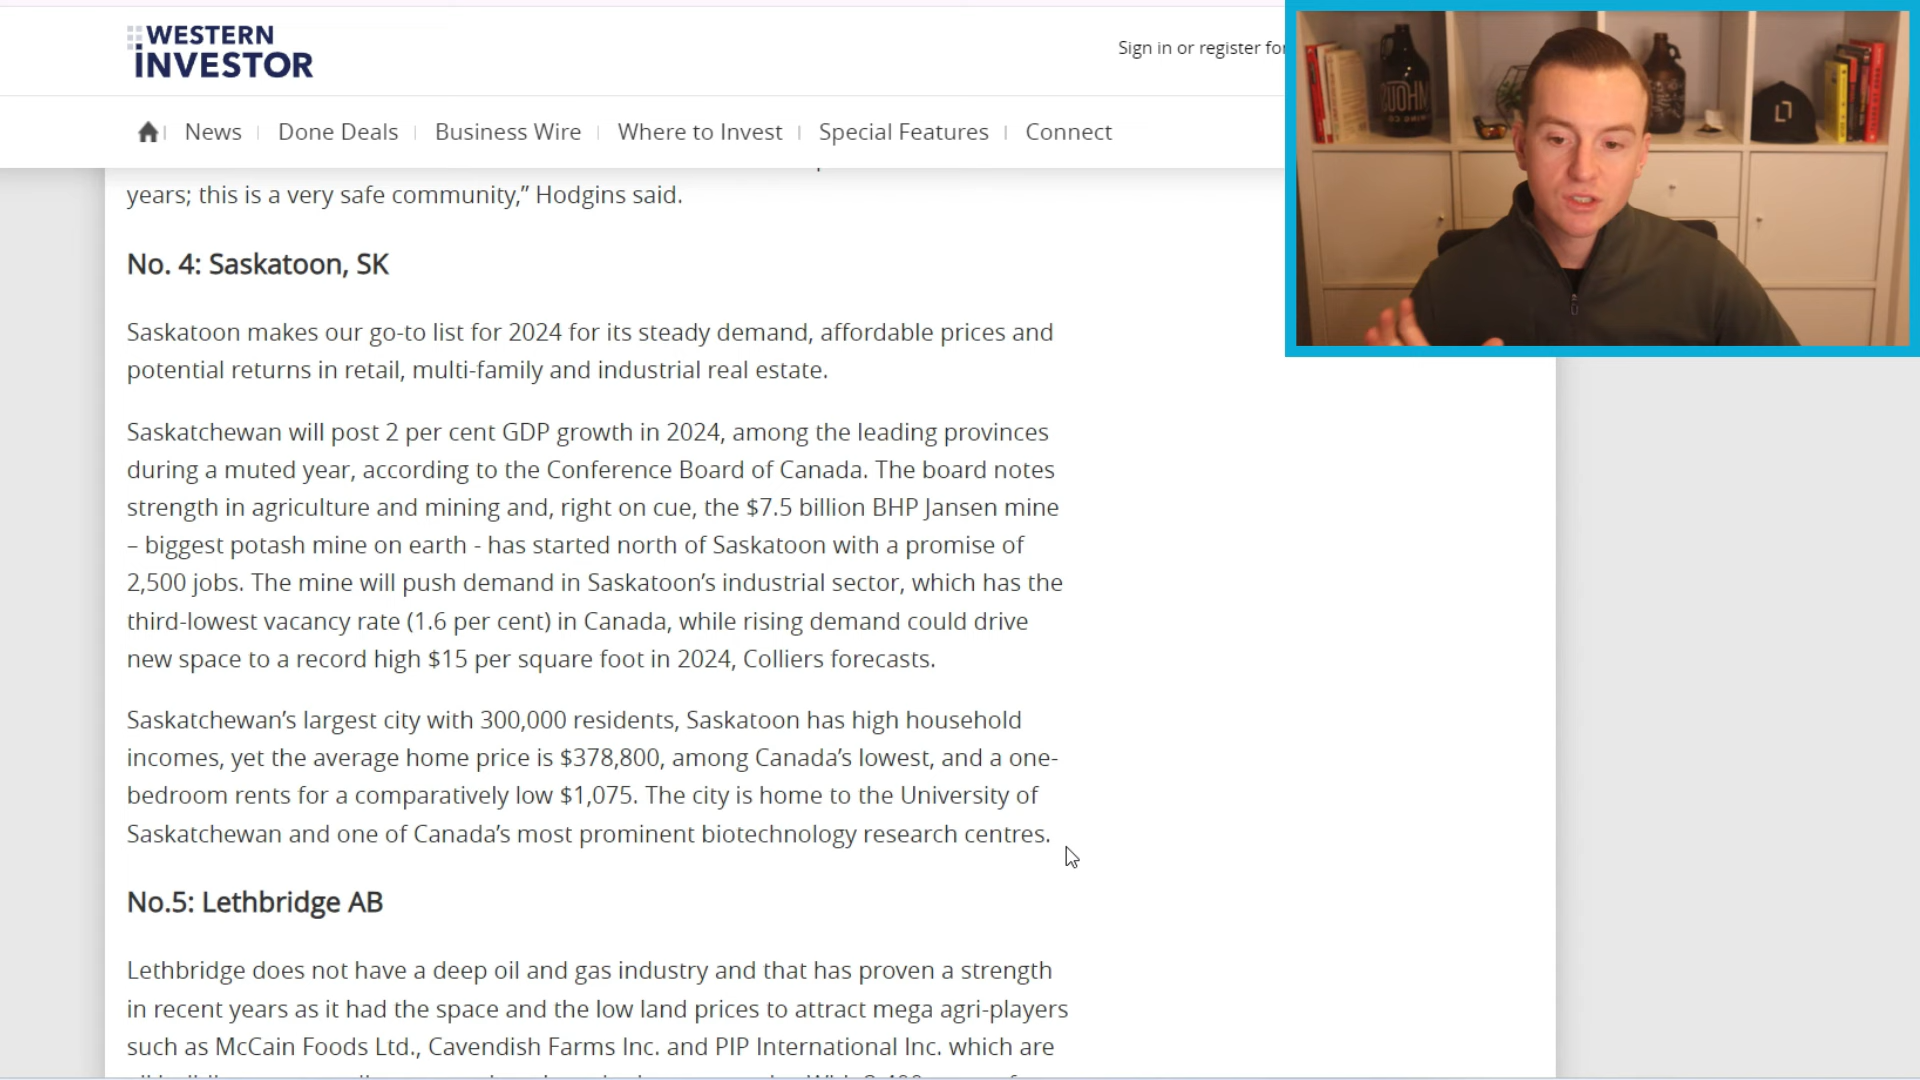 WESTERN
INVESTOR
Sign in or register for
News
Done Deals
Business Wire
Where to Invest
Special Features
Connect
years; this is a very safe community,” Hodgins said.
No. 4: Saskatoon, SK
Saskatoon makes our go-to list for 2024 for its steady demand, affordable prices and
potential returns in retail, multi-family and industrial real estate.
Saskatchewan will post 2 per cent GDP growth in 2024, among the leading provinces
during a muted year, according to the Conference Board of Canada. The board notes
strength in agriculture and mining and, right on cue, the $7.5 billion BHP Jansen mine
– biggest potash mine on earth - has started north of Saskatoon with a promise of
2,500 jobs. The mine will push demand in Saskatoon’s industrial sector, which has the
third-lowest vacancy rate (1.6 per cent) in Canada, while rising demand could drive
new space to a record high $15 per square foot in 2024, Colliers forecasts.
Saskatchewan’s largest city with 300,000 residents, Saskatoon has high household
incomes, yet the average home price is $378,800, among Canada’s lowest, and a one-
bedroom rents for a comparatively low $1,075. The city is home to the University of
Saskatchewan and one of Canada’s most prominent biotechnology research centres.
No.5: Lethbridge AB
Lethbridge does not have a deep oil and gas industry and that has proven a strength
in recent years as it had the space and the low land prices to attract mega agri-players
such as McCain Foods Ltd., Cavendish Farms Inc. and PIP International Inc. which are